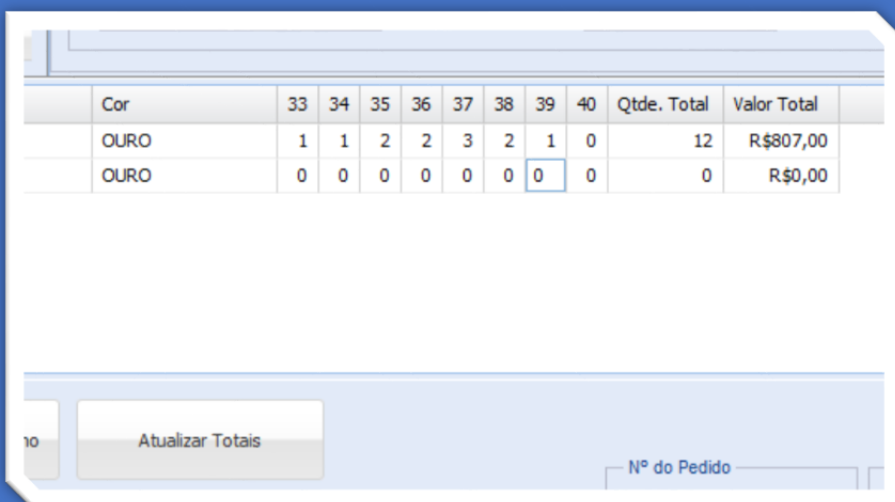 Cor 33 34 35 36 37 38 39 40 Qtde. Total Valor Total
OURO 1 1 2 2 3 2 1 0 12 R$807,00
OURO 0 0 0 0 0 0 0 0 0 R$0,00
Atualizar Totais
Nº do Pedido